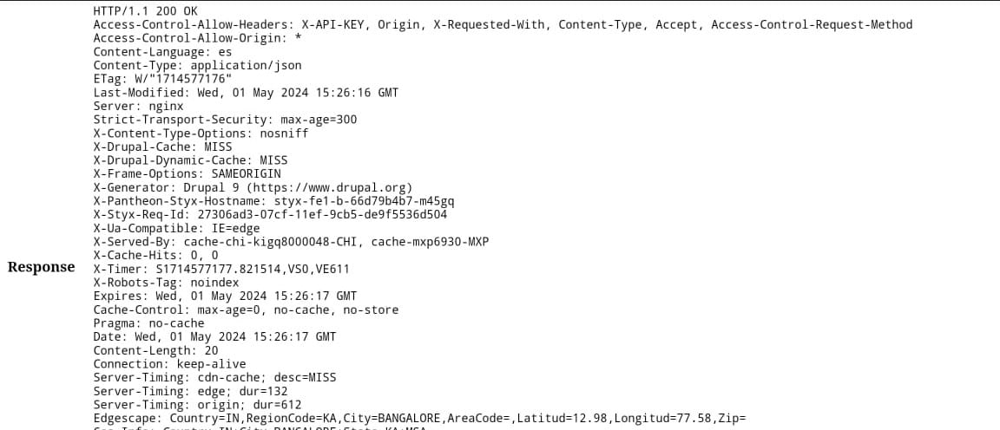 HTTP/1.1 200 OK
Access-Control-Allow-Headers: X-API-KEY, Origin, X-Requested-With, Content-Type, Accept, Access-Control-Request-Method
Access-Control-Allow-Origin: *
Content-Language: es
Content-Type: application/json
ETag: W/"1714577176"
Last-Modified: Wed, 01 May 2024 15:26:16 GMT
Server: nginx
Strict-Transport-Security: max-age=300
X-Content-Type-Options: nosniff
X-Drupal-Cache: MISS
X-Drupal-Dynamic-Cache: MISS
X-Frame-Options: SAMEORIGIN
X-Generator: Drupal 9 (https://www.drupal.org)
X-Pantheon-Styx-Hostname: styx-fe1-b-66d79b4b7-m45gq
X-Styx-Req-Id: 27306ad3-07cf-11ef-9cb5-de9f5536d504
X-Ua-Compatible: IE=edge
X-Served-By: cache-chi-kigq8000048-CHI, cache-mxp6930-MXP
X-Cache-Hits: 0, 0
Response
X-Timer: S1714577177.821514,VS0,VE611
X-Robots-Tag: noindex
Expires: Wed, 01 May 2024 15:26:17 GMT
Cache-Control: max-age=0, no-cache, no-store
Pragma: no-cache
Date: Wed, 01 May 2024 15:26:17 GMT
Content-Length: 20
Connection: keep-alive
Server-Timing: cdn-cache; desc=MISS
Server-Timing: edge; dur=132
Server-Timing: origin; dur=612
Edgescape: Country=IN,RegionCode=KA,City=BANGALORE,AreaCode=,Latitud=12.98,Longitud=77.58,Zip=